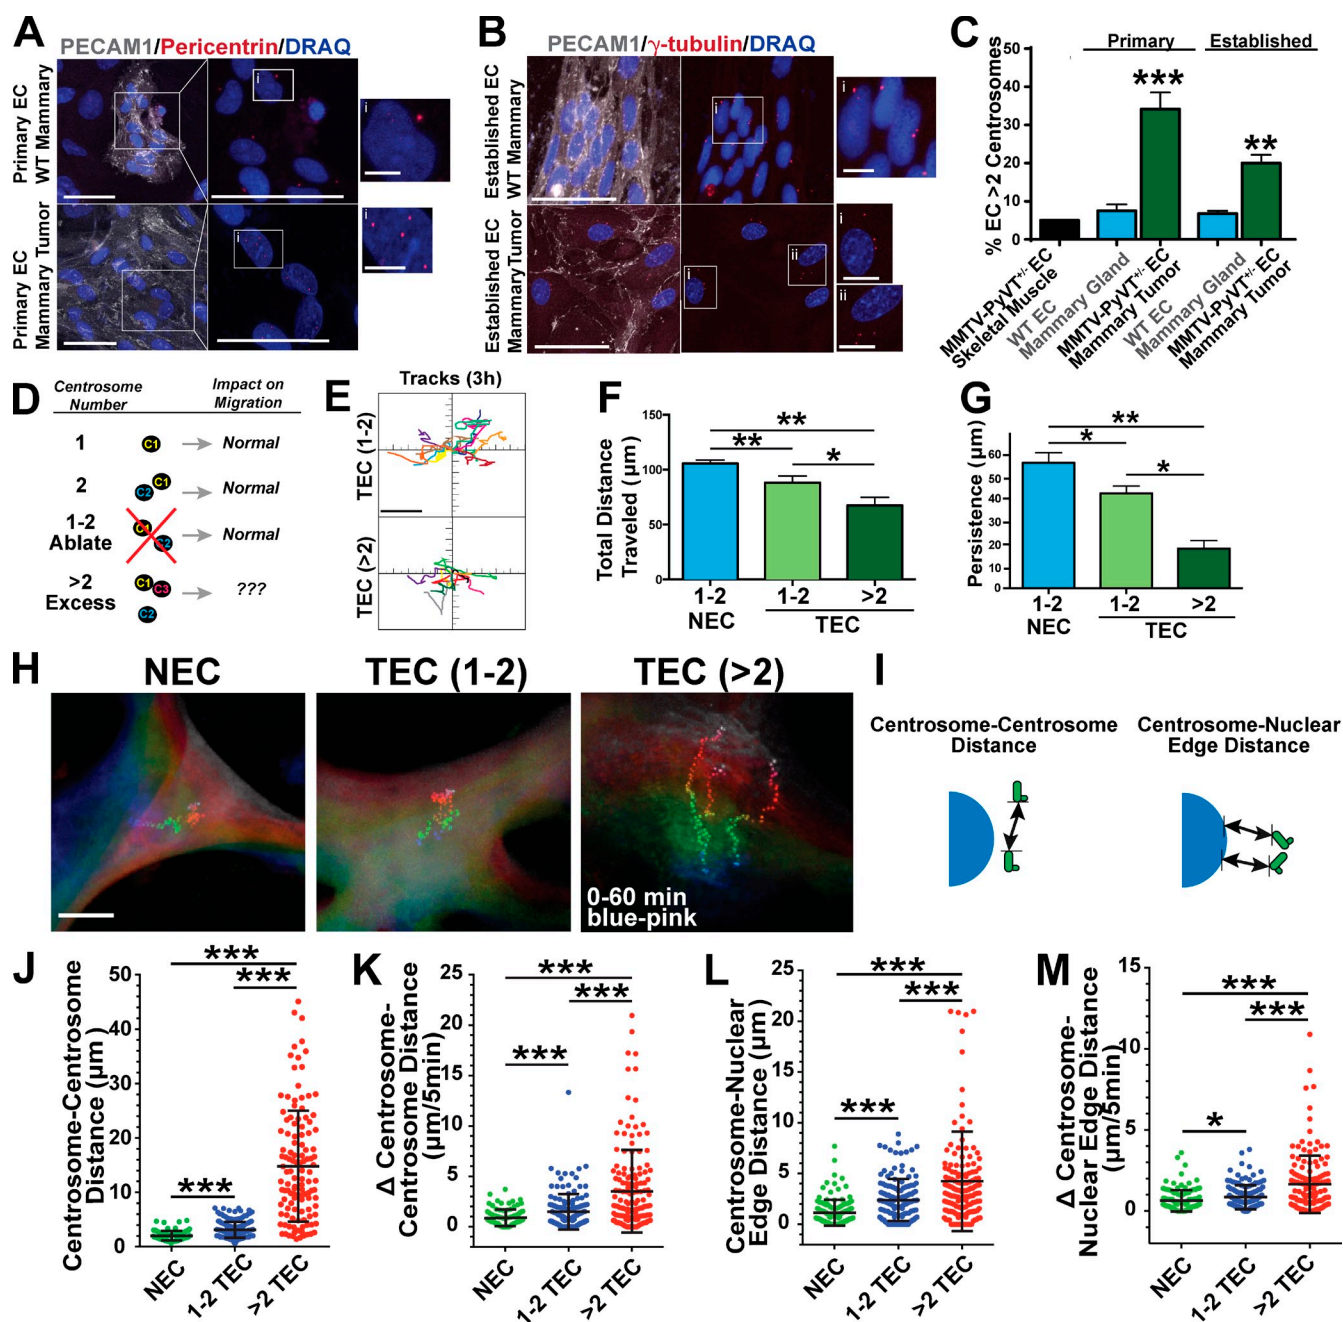 A
PECAM1/Pericentrin/DRAQ
Primary EC
WT Mammary
i
i
Primary EC
Mammary Tumor
i
i
B
PECAM1/γ-tubulin/DRAQ
Established EC
WT Mammary
i
i
Established EC
MammaryTumor
i
ii
i
ii
C
Primary
Established
% EC >2 Centrosomes
50
40
30
20
10
0
***
**
MMTV-PyVT+/- EC
Skeletal Muscle
WT EC
Mammary Gland
MMTV-PyVT+/- EC
Mammary Tumor
WT EC
Mammary Gland
MMTV-PyVT+/- EC
Mammary Tumor
D
Centrosome
Number
Impact on
Migration
1
C1
Normal
2
C2
C1
Normal
1-2
Ablate
C1
C2
Normal
>2
Excess
C1
C3
C2
???
E
Tracks (3h)
TEC (1-2)
TEC (>2)
F
Total Distance
Traveled (µm)
150
100
50
0
**
**
*
1-2
1-2
>2
NEC
TEC
G
Persistence (µm)
60
50
40
30
20
10
0
**
*
*
1-2
1-2
>2
NEC
TEC
H
NEC
TEC (1-2)
TEC (>2)
0-60 min
blue-pink
I
Centrosome-Centrosome
Distance
Centrosome-Nuclear
Edge Distance
J
Centrosome-Centrosome
Distance (µm)
50
40
30
20
10
0
***
***
***
NEC
1-2 TEC
>2 TEC
K
Δ Centrosome-
Centrosome Distance
(µm/5min)
25
20
15
10
5
0
***
***
***
NEC
1-2 TEC
>2 TEC
L
Centrosome-Nuclear
Edge Distance (µm)
25
20
15
10
5
0
***
***
***
NEC
1-2 TEC
>2 TEC
M
Δ Centrosome-
Nuclear Edge Distance
(µm/5min)
15
10
5
0
***
***
*
NEC
1-2 TEC
>2 TEC